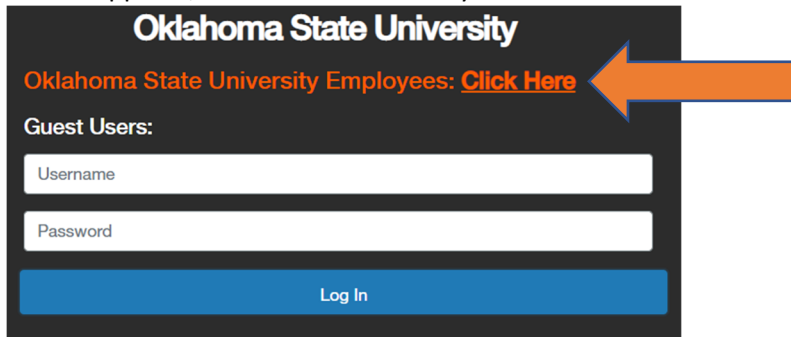 Oklahoma State University
Oklahoma State University Employees: Click Here
Guest Users:
Username
Password
Log In